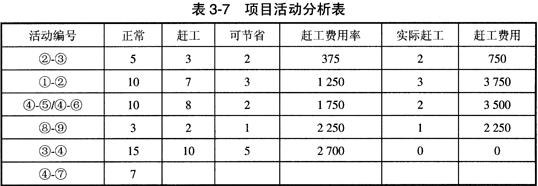 表 3-7 项目活动分析表
活动编号 正常 赶工 可节省 赶工费用率 实际赶工 赶工费用
②-③ 5 3 2 375 2 750
①-② 10 7 3 1 250 3 3 750
④-⑤/④-⑥ 10 8 2 1 750 2 3 500
⑧-⑨ 3 2 1 2 250 1 2 250
③-④ 15 10 5 2 700 0 0
④-⑦ 7